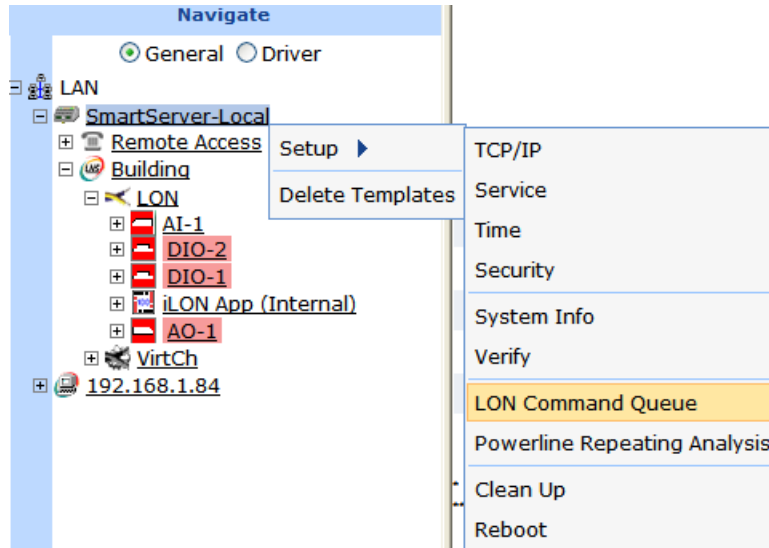 Navigate
General Driver
LAN
SmartServer-Local
Remote Access
Building
LON
AI-1
DIO-2
DIO-1
iLON App (Internal)
AO-1
VirtCh
192.168.1.84
Setup
Delete Templates
TCP/IP
Service
Time
Security
System Info
Verify
LON Command Queue
Powerline Repeating Analysis
Clean Up
Reboot